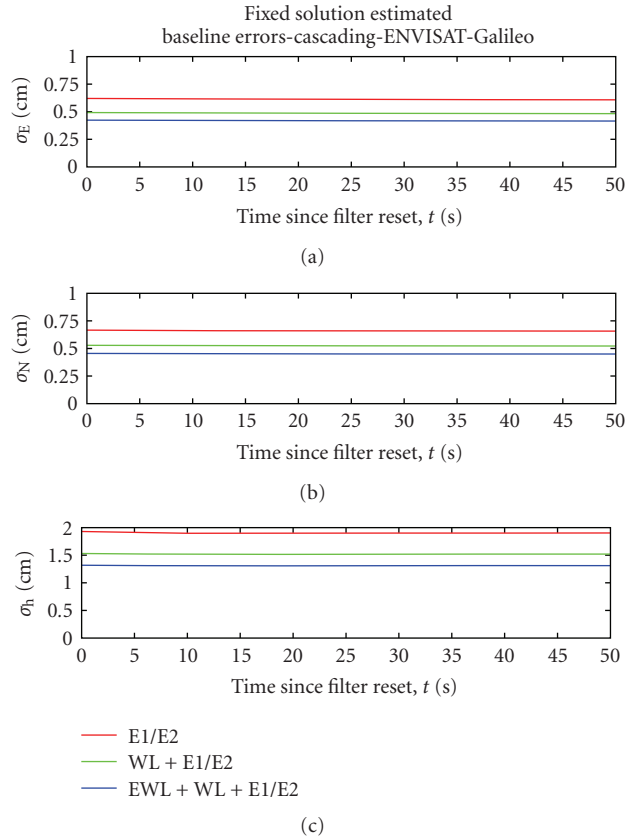 Fixed solution estimated
baseline errors-cascading-ENVISAT-Galileo
1
0.75
0.5
0.25
0
σE (cm)
0 5 10 15 20 25 30 35 40 45 50
Time since filter reset, t (s)
(a)
1
0.75
0.5
0.25
0
σN (cm)
0 5 10 15 20 25 30 35 40 45 50
Time since filter reset, t (s)
(b)
2
1.5
1
0.5
0
σh (cm)
0 5 10 15 20 25 30 35 40 45 50
Time since filter reset, t (s)
E1/E2
WL + E1/E2
EWL + WL + E1/E2
(c)